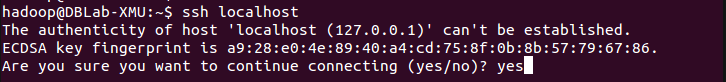 hadoop@DBLab-XMU:~$ ssh localhost
The authenticity of host 'localhost (127.0.0.1)' can't be established.
ECDSA key fingerprint is a9:28:e0:4e:89:40:a4:cd:75:8f:0b:8b:57:79:67:86.
Are you sure you want to continue connecting (yes/no)? yes